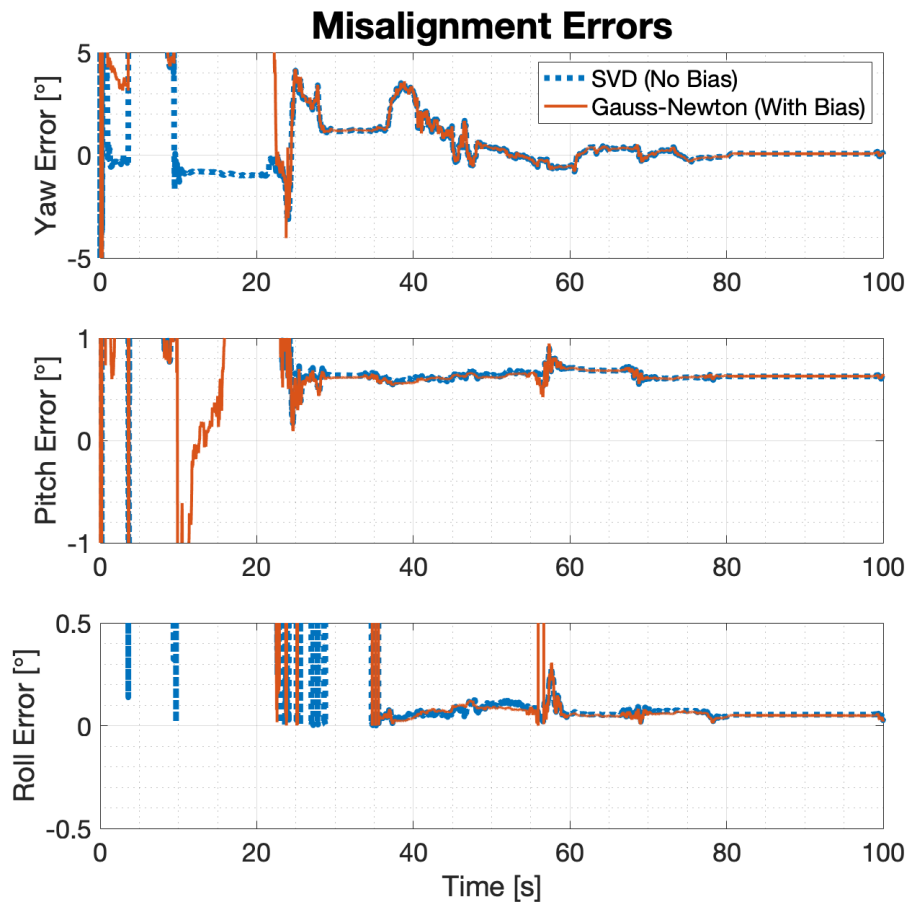 Misalignment Errors
Yaw Error [°]
5
0
-5
SVD (No Bias)
Gauss-Newton (With Bias)
0 20 40 60 80 100
Pitch Error [°]
1
0
-1
0 20 40 60 80 100
Roll Error [°]
0.5
0
-0.5
0 20 40 60 80 100
Time [s]